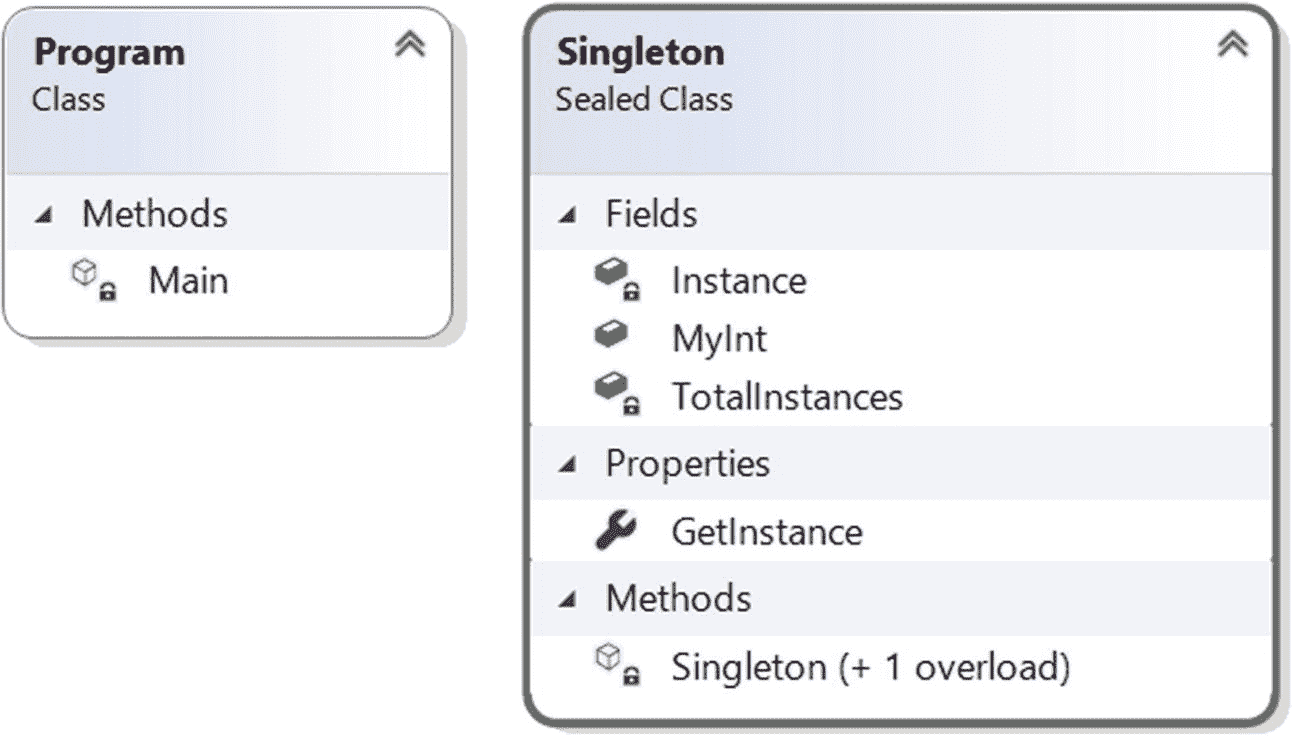 Program
Class
Methods
Main
Singleton
Sealed Class
Fields
Instance
MyInt
TotalInstances
Properties
GetInstance
Methods
Singleton (+ 1 overload)